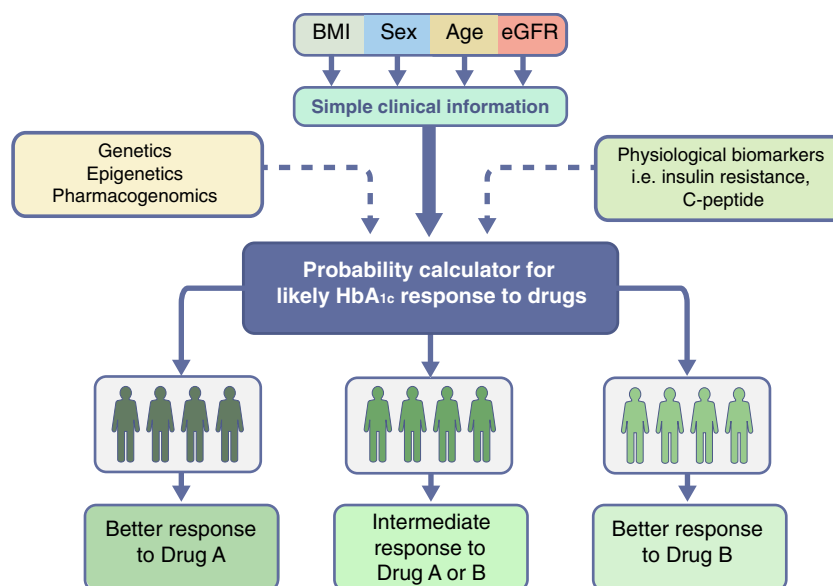 BMI Sex Age eGFR
Simple clinical information
Genetics
Epigenetics
Pharmacogenomics
Physiological biomarkers
i.e. insulin resistance,
C-peptide
Probability calculator for
likely HbA1c response to drugs
Better response
to Drug A
Intermediate
response to
Drug A or B
Better response
to Drug B